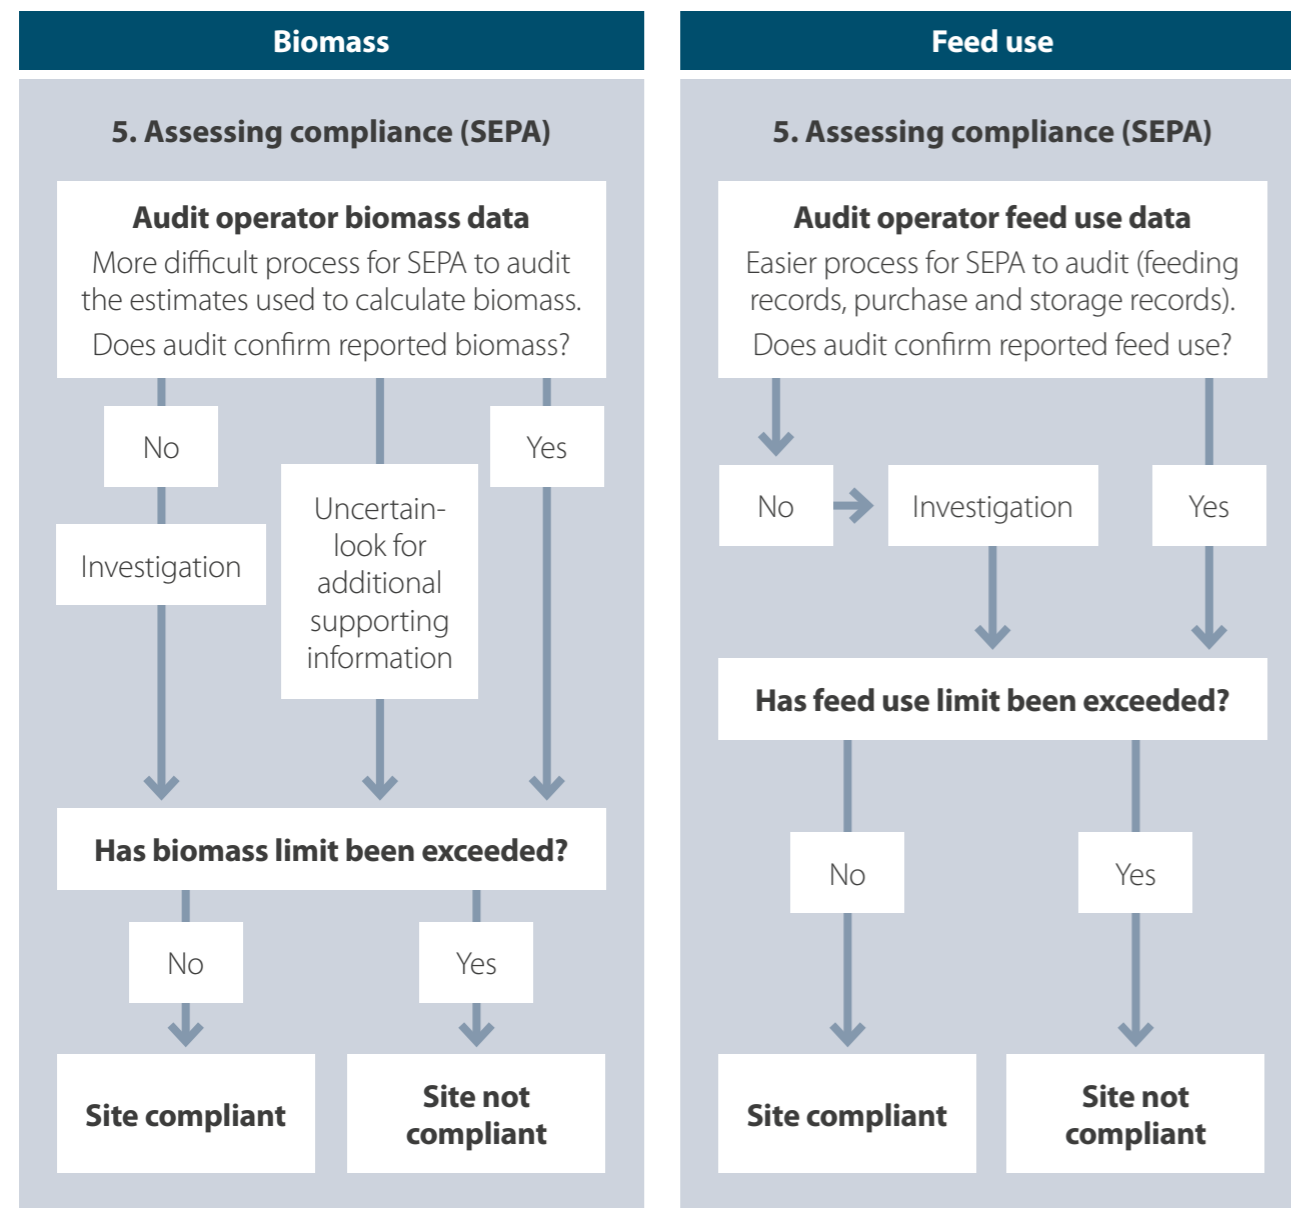 Biomass
5. Assessing compliance (SEPA)
Audit operator biomass data
More difficult process for SEPA to audit
the estimates used to calculate biomass.
Does audit confirm reported biomass?
No
Yes
Uncertain-
look for
additional
supporting
information
Investigation
Has biomass limit been exceeded?
No
Yes
Site compliant
Site not
compliant
Feed use
5. Assessing compliance (SEPA)
Audit operator feed use data
Easier process for SEPA to audit (feeding
records, purchase and storage records).
Does audit confirm reported feed use?
No
Investigation
Yes
Has feed use limit been exceeded?
No
Yes
Site compliant
Site not
compliant